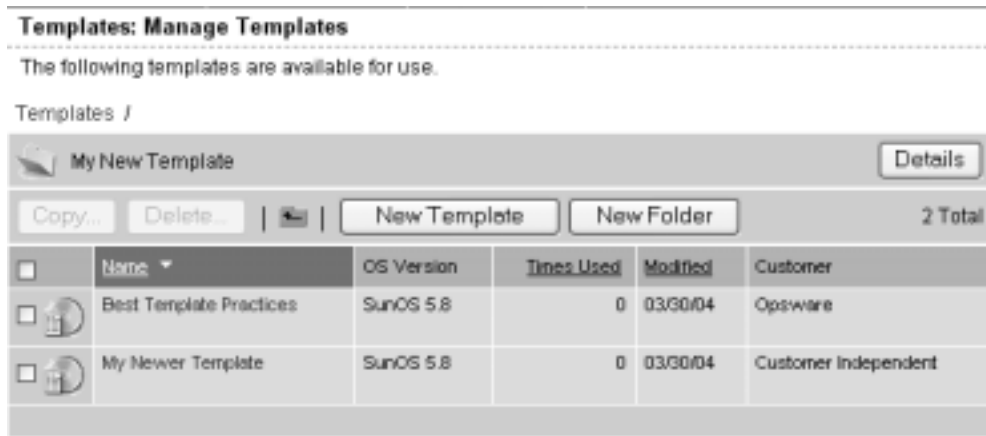 Templates: Manage Templates
The following templates are available for use.
Templates /
My New Template Details
Copy... Delete... | | New Template New Folder 2 Total
Name OS Version Times Used Modified Customer
Best Template Practices SunOS 5.8 0 03/30/04 Opsware
My Newer Template SunOS 5.8 0 03/30/04 Customer Independent